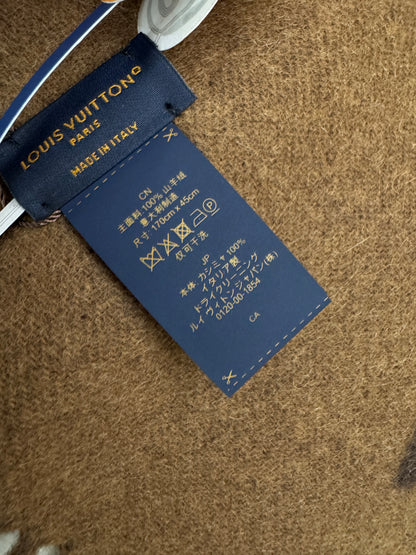 LOUIS VUITTON
PARIS
MADE IN ITALY
CN
主面料 100% 山羊绒
意大利制造
尺寸 170cm x 45cm
P
仅可干洗
JP
本体 カシミヤ 100%
イタリア製
ドライクリーニング
ルイ ヴィトンジャパン(株)
0120-00-1854
CA